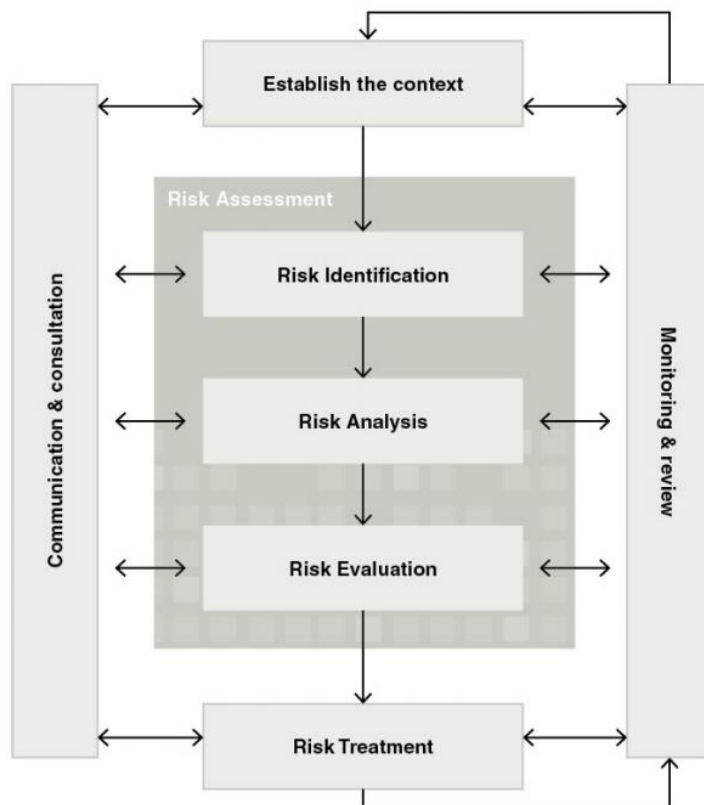 Establish the context
Risk Assessment
Risk Identification
Risk Analysis
Risk Evaluation
Risk Treatment
Communication & consultation
Monitoring & review